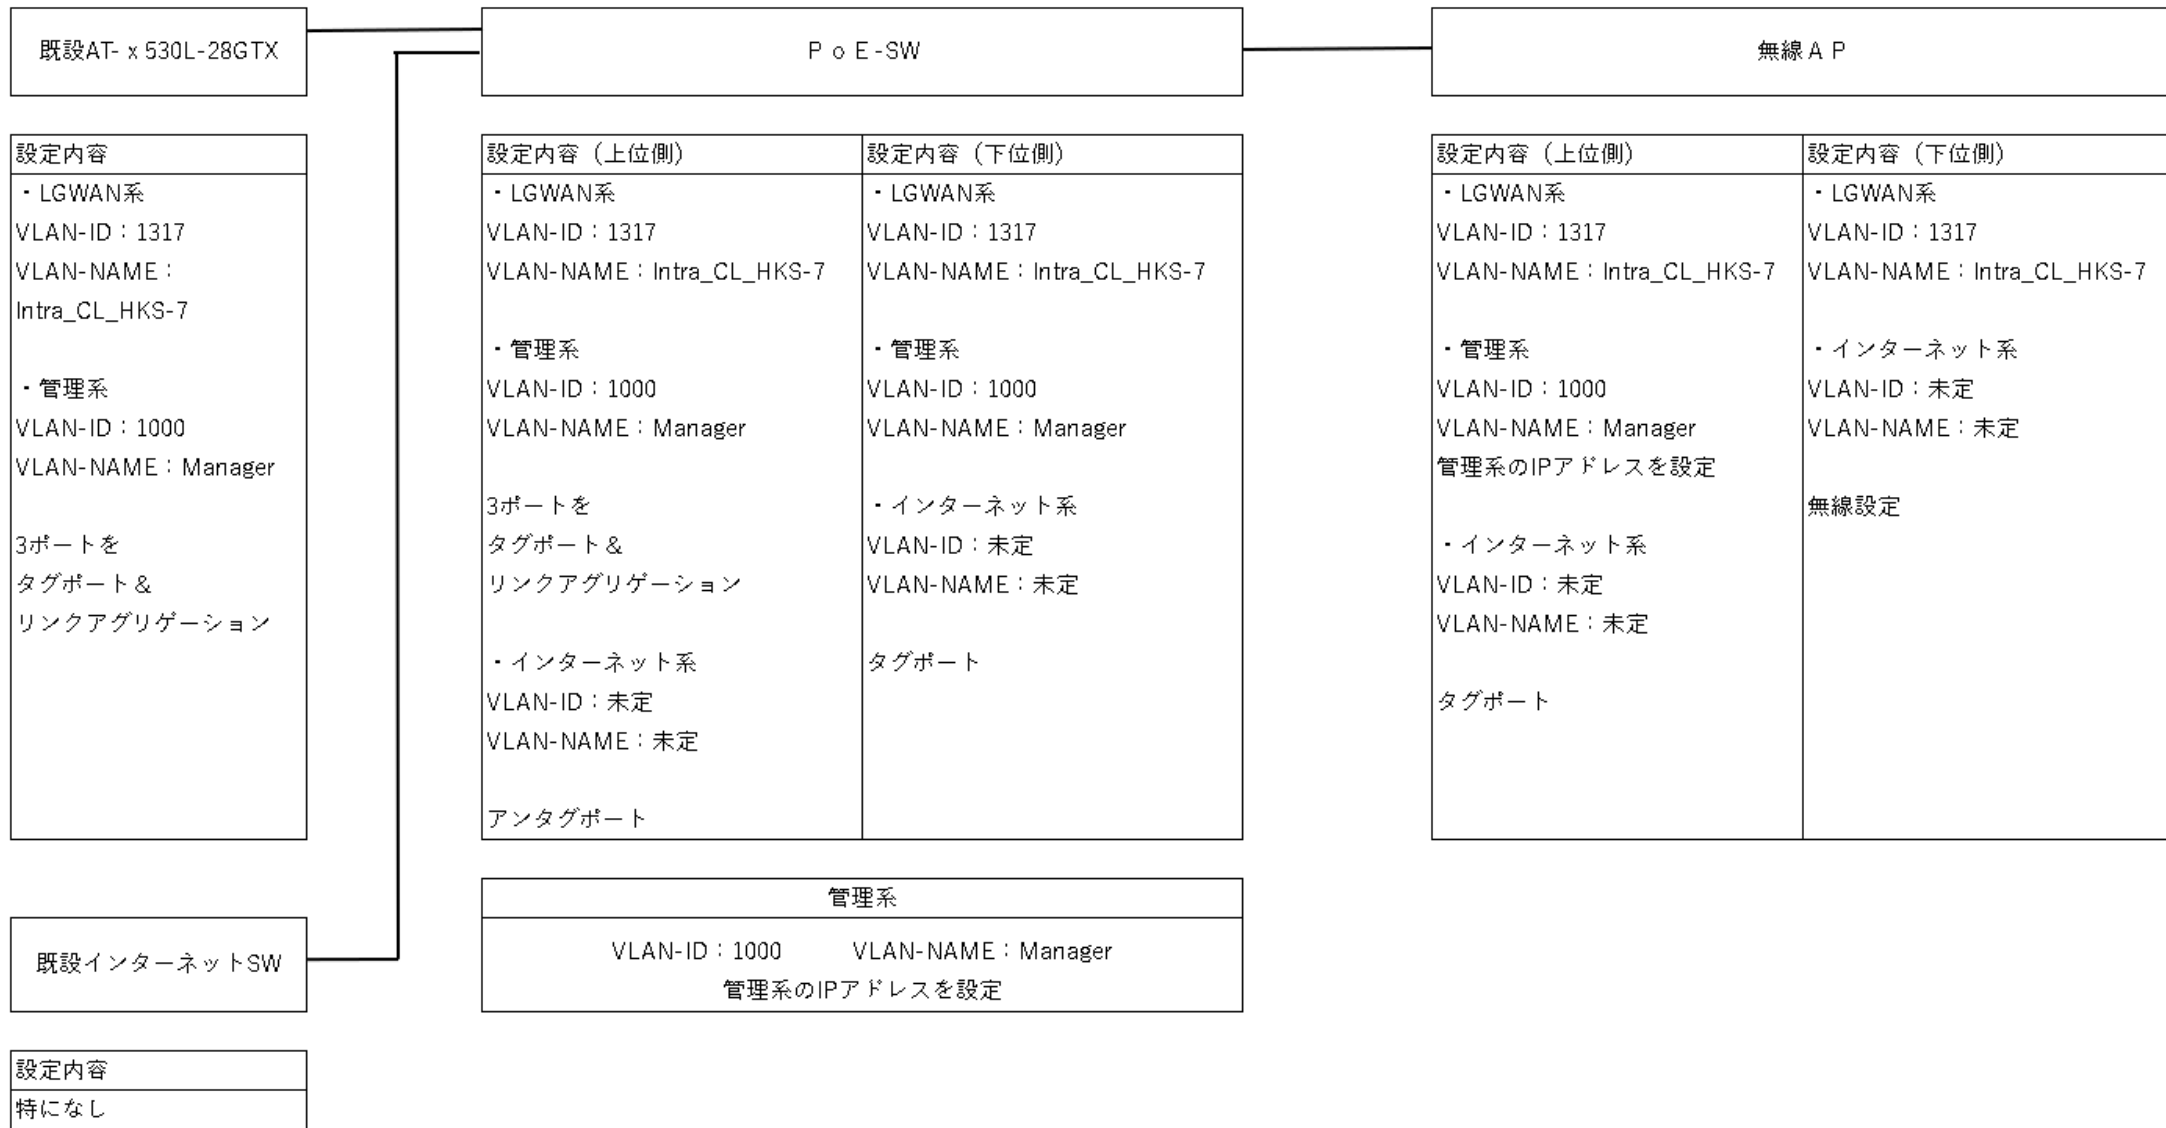 既設AT-ｘ530L-28GTX
ＰｏＥ-SW
無線ＡＰ
設定内容
・LGWAN系
VLAN-ID：1317
VLAN-NAME：
Intra_CL_HKS-7
・管理系
VLAN-ID：1000
VLAN-NAME：Manager
3ポートを
タグポート＆
リンクアグリゲーション
設定内容（上位側）
・LGWAN系
VLAN-ID：1317
VLAN-NAME：Intra_CL_HKS-7
・管理系
VLAN-ID：1000
VLAN-NAME：Manager
3ポートを
タグポート＆
リンクアグリゲーション
・インターネット系
VLAN-ID：未定
VLAN-NAME：未定
アンタグポート
設定内容（下位側）
・LGWAN系
VLAN-ID：1317
VLAN-NAME：Intra_CL_HKS-7
・管理系
VLAN-ID：1000
VLAN-NAME：Manager
・インターネット系
VLAN-ID：未定
VLAN-NAME：未定
タグポート
設定内容（上位側）
・LGWAN系
VLAN-ID：1317
VLAN-NAME：Intra_CL_HKS-7
・管理系
VLAN-ID：1000
VLAN-NAME：Manager
管理系のIPアドレスを設定
・インターネット系
VLAN-ID：未定
VLAN-NAME：未定
タグポート
設定内容（下位側）
・LGWAN系
VLAN-ID：1317
VLAN-NAME：Intra_CL_HKS-7
・インターネット系
VLAN-ID：未定
VLAN-NAME：未定
無線設定
管理系
VLAN-ID：1000　　VLAN-NAME：Manager
管理系のIPアドレスを設定
既設インターネットSW
設定内容
特になし